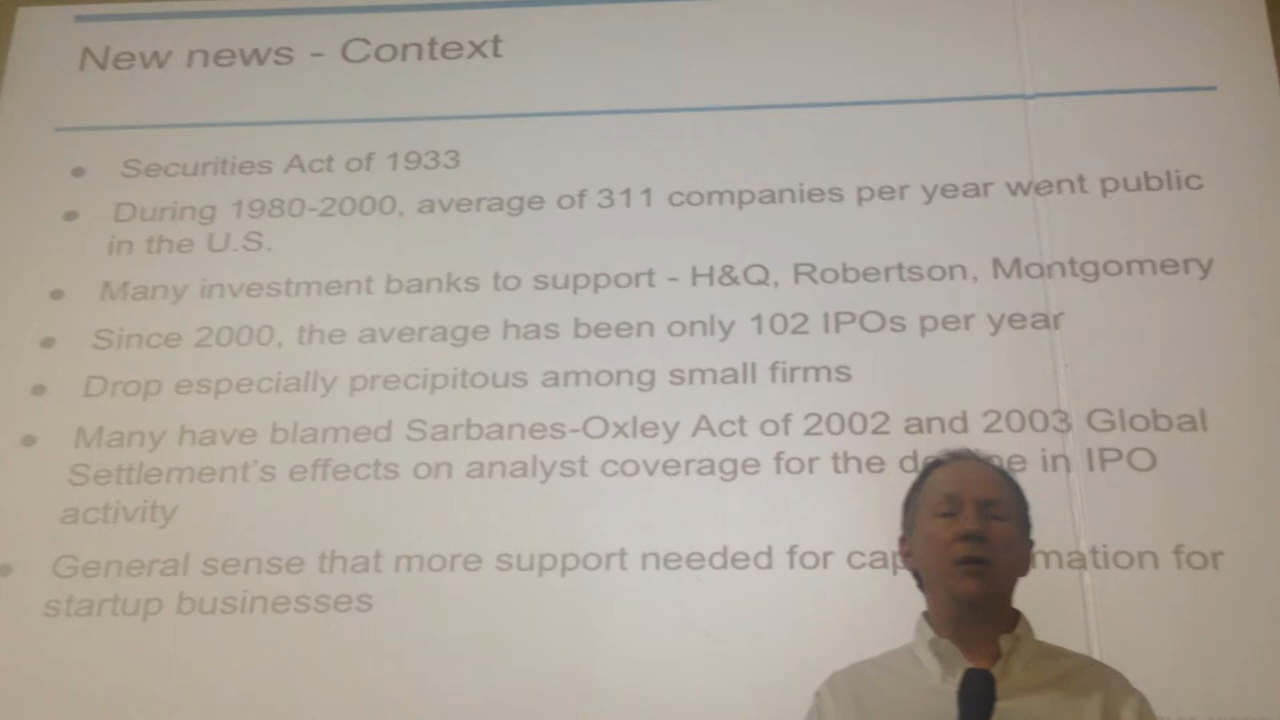 New news - Context
• Securities Act of 1933
• During 1980-2000, average of 311 companies per year went public
in the U.S.
• Many investment banks to support - H&Q, Robertson, Montgomery
• Since 2000, the average has been only 102 IPOs per year
• Drop especially precipitous among small firms
• Many have blamed Sarbanes-Oxley Act of 2002 and 2003 Global
Settlement's effects on analyst coverage for the in IPO
activity
• General sense that more support needed for for
startup businesses